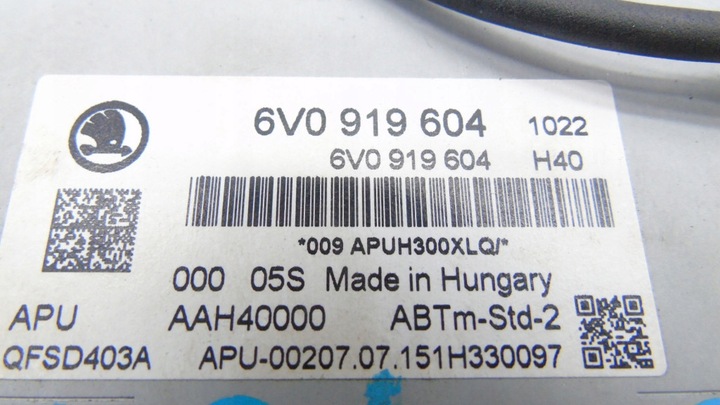 6V0 919 604 1022
6V0 919 604 H40
*009 APUH300XLQ/*
000 05S Made in Hungary
APU AAH40000 ABTm-Std-2
QFSD403A APU-00207.07.151H330097